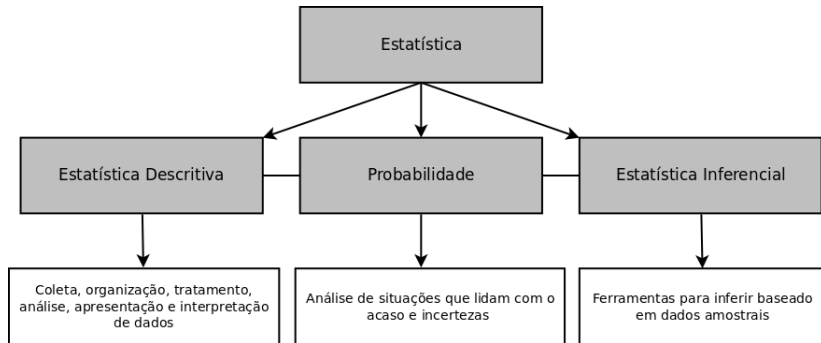 Estatística
Estatística Descritiva
Probabilidade
Estatística Inferencial
Coleta, organização, tratamento,
análise, apresentação e interpretação
de dados
Análise de situações que lidam com o
acaso e incertezas
Ferramentas para inferir baseado
em dados amostrais